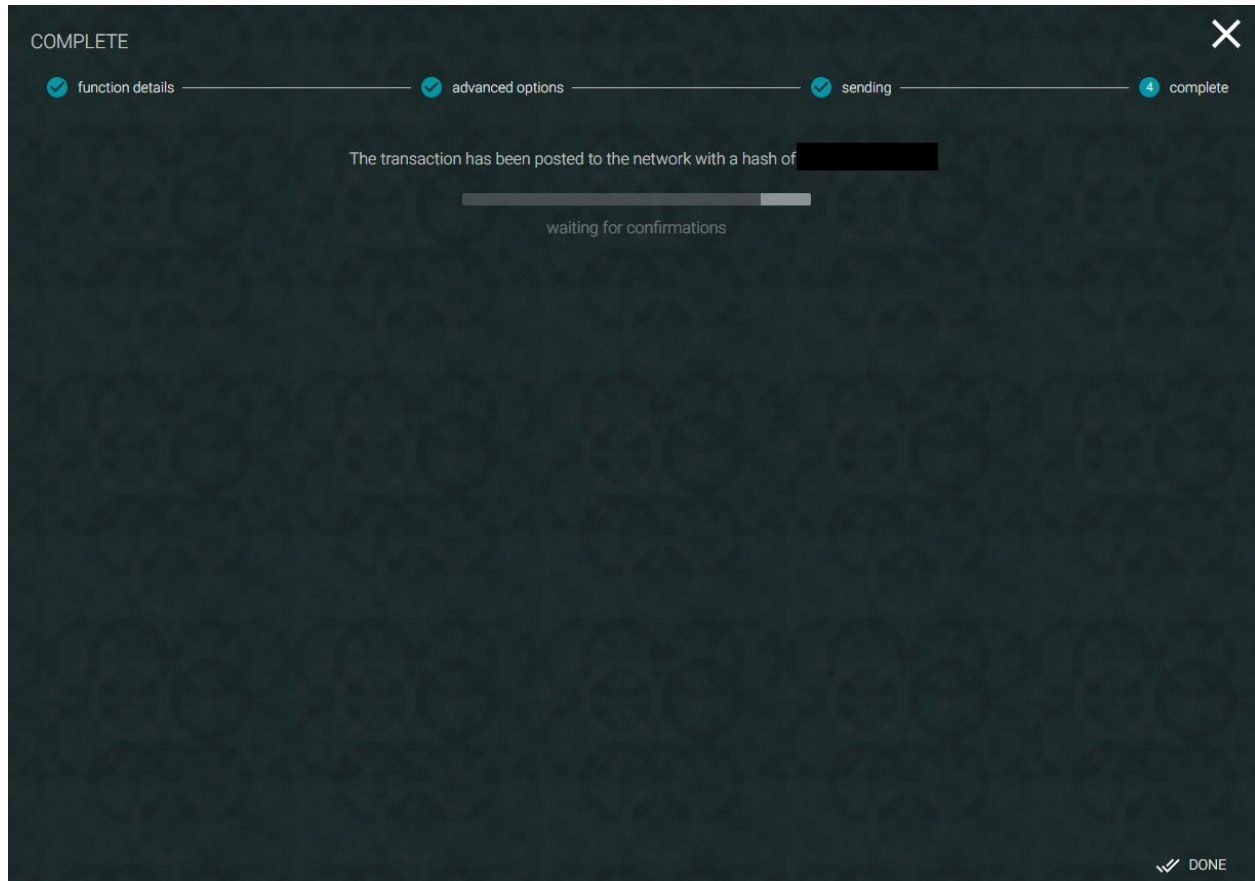 COMPLETE
function details
advanced options
sending
4 complete
The transaction has been posted to the network with a hash of
waiting for confirmations
DONE